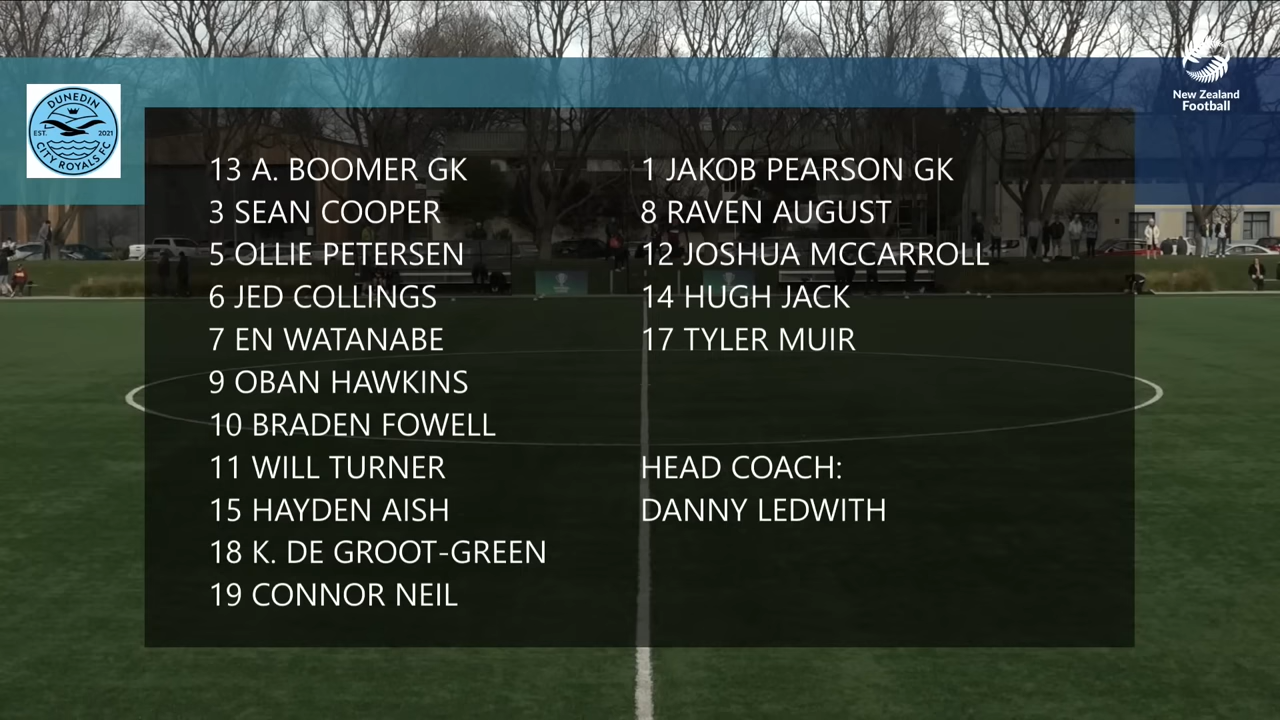 DUNEDIN
EST. 2021
CITY ROYALS FC
New Zealand
Football
13 A. BOOMER GK
3 SEAN COOPER
5 OLLIE PETERSEN
6 JED COLLINGS
7 EN WATANABE
9 OBAN HAWKINS
10 BRADEN FOWELL
11 WILL TURNER
15 HAYDEN AISH
18 K. DE GROOT-GREEN
19 CONNOR NEIL
1 JAKOB PEARSON GK
8 RAVEN AUGUST
12 JOSHUA MCCARROLL
14 HUGH JACK
17 TYLER MUIR
HEAD COACH:
DANNY LEDWITH